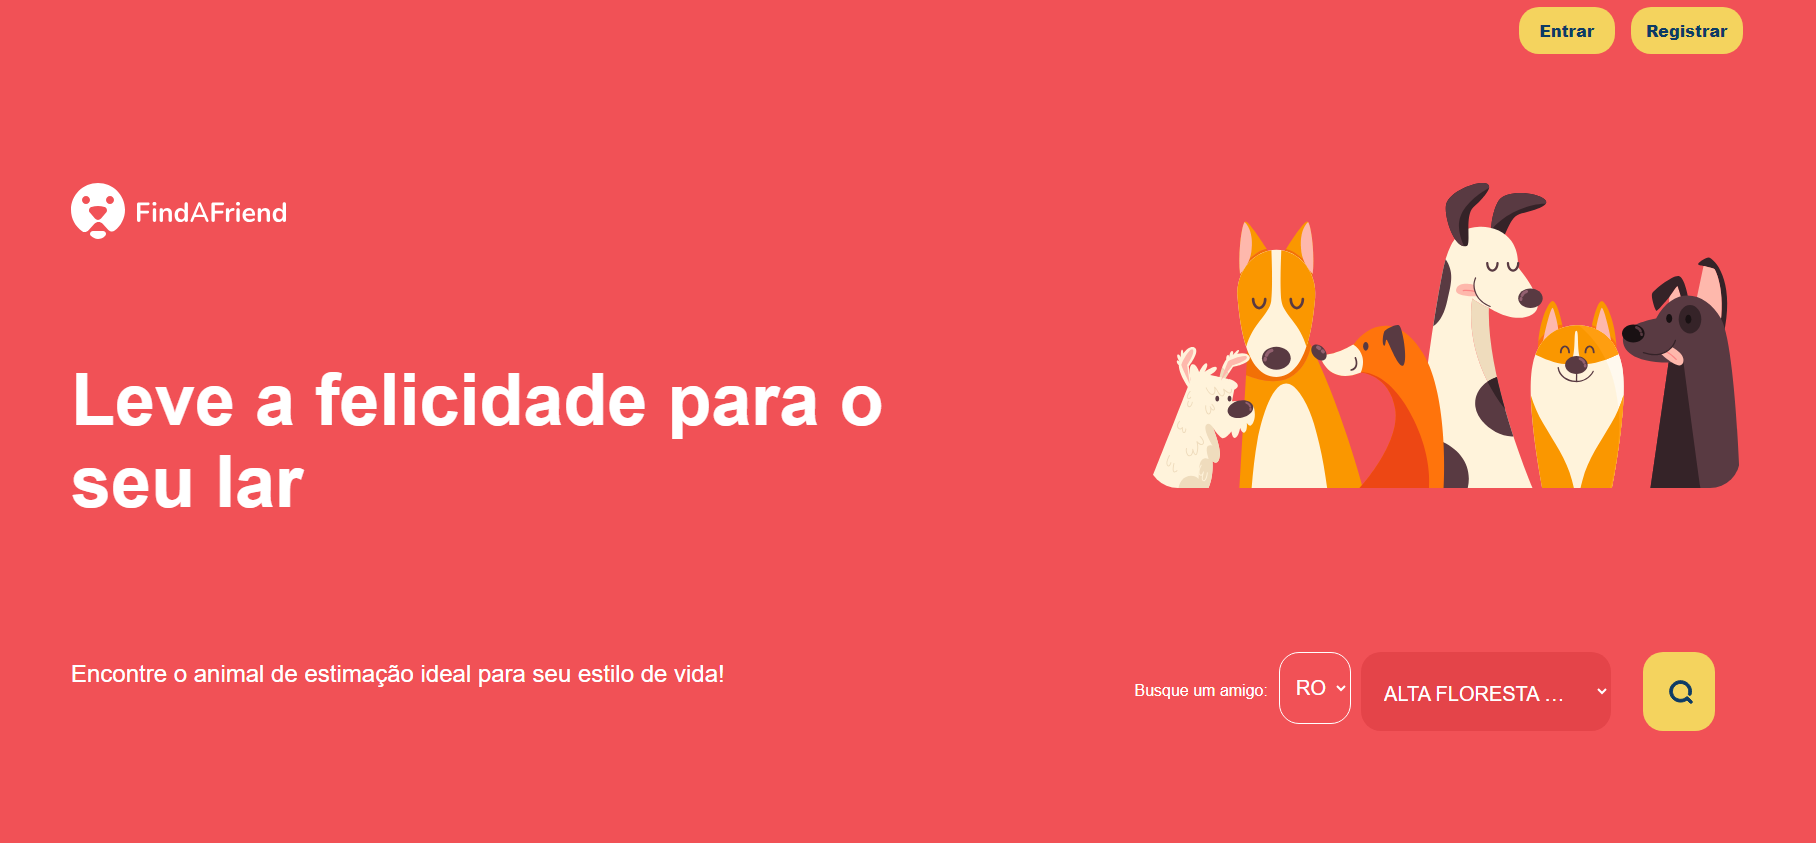 Entrar
Registrar
FindAFriend
Leve a felicidade para o
seu lar
Encontre o animal de estimação ideal para seu estilo de vida!
Busque um amigo:
RO
ALTA FLORESTA ...